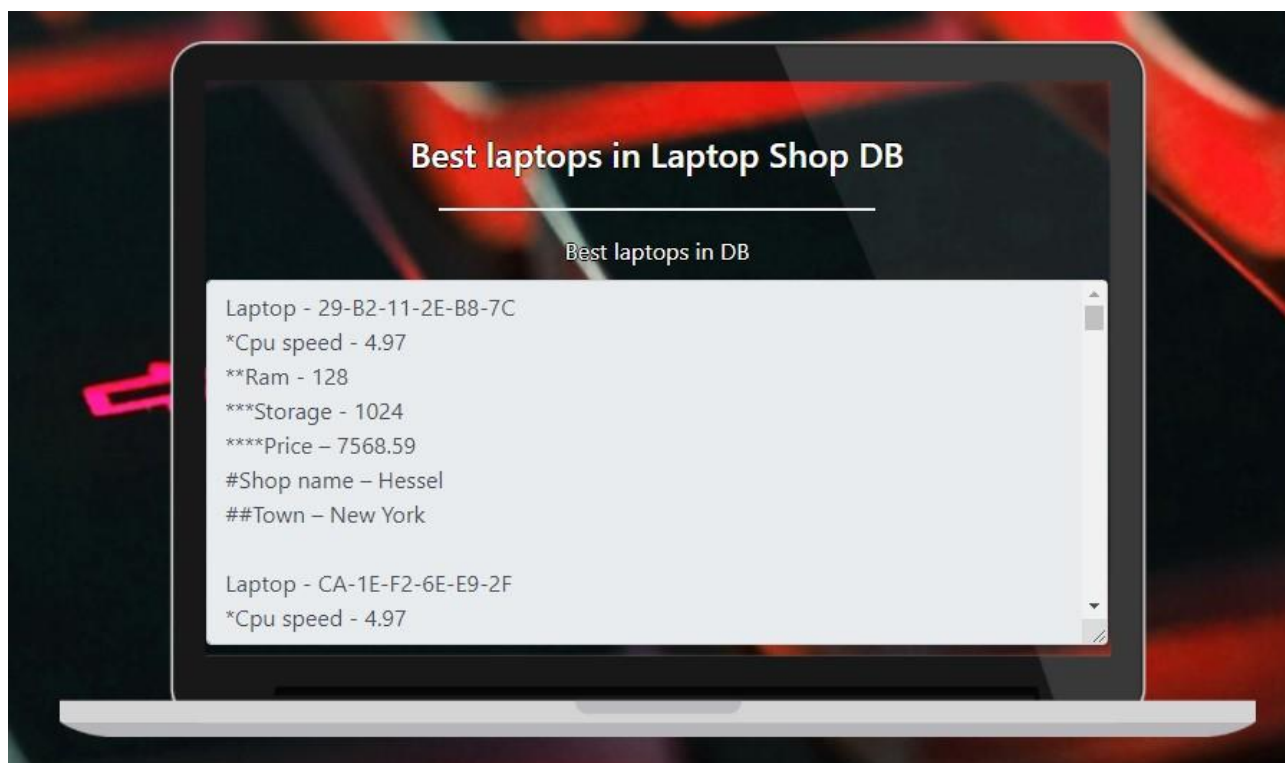 Best laptops in Laptop Shop DB
Best laptops in DB
Laptop - 29-B2-11-2E-B8-7C
*Cpu speed - 4.97
**Ram - 128
***Storage - 1024
****Price – 7568.59
#Shop name – Hessel
##Town – New York
Laptop - CA-1E-F2-6E-E9-2F
*Cpu speed - 4.97